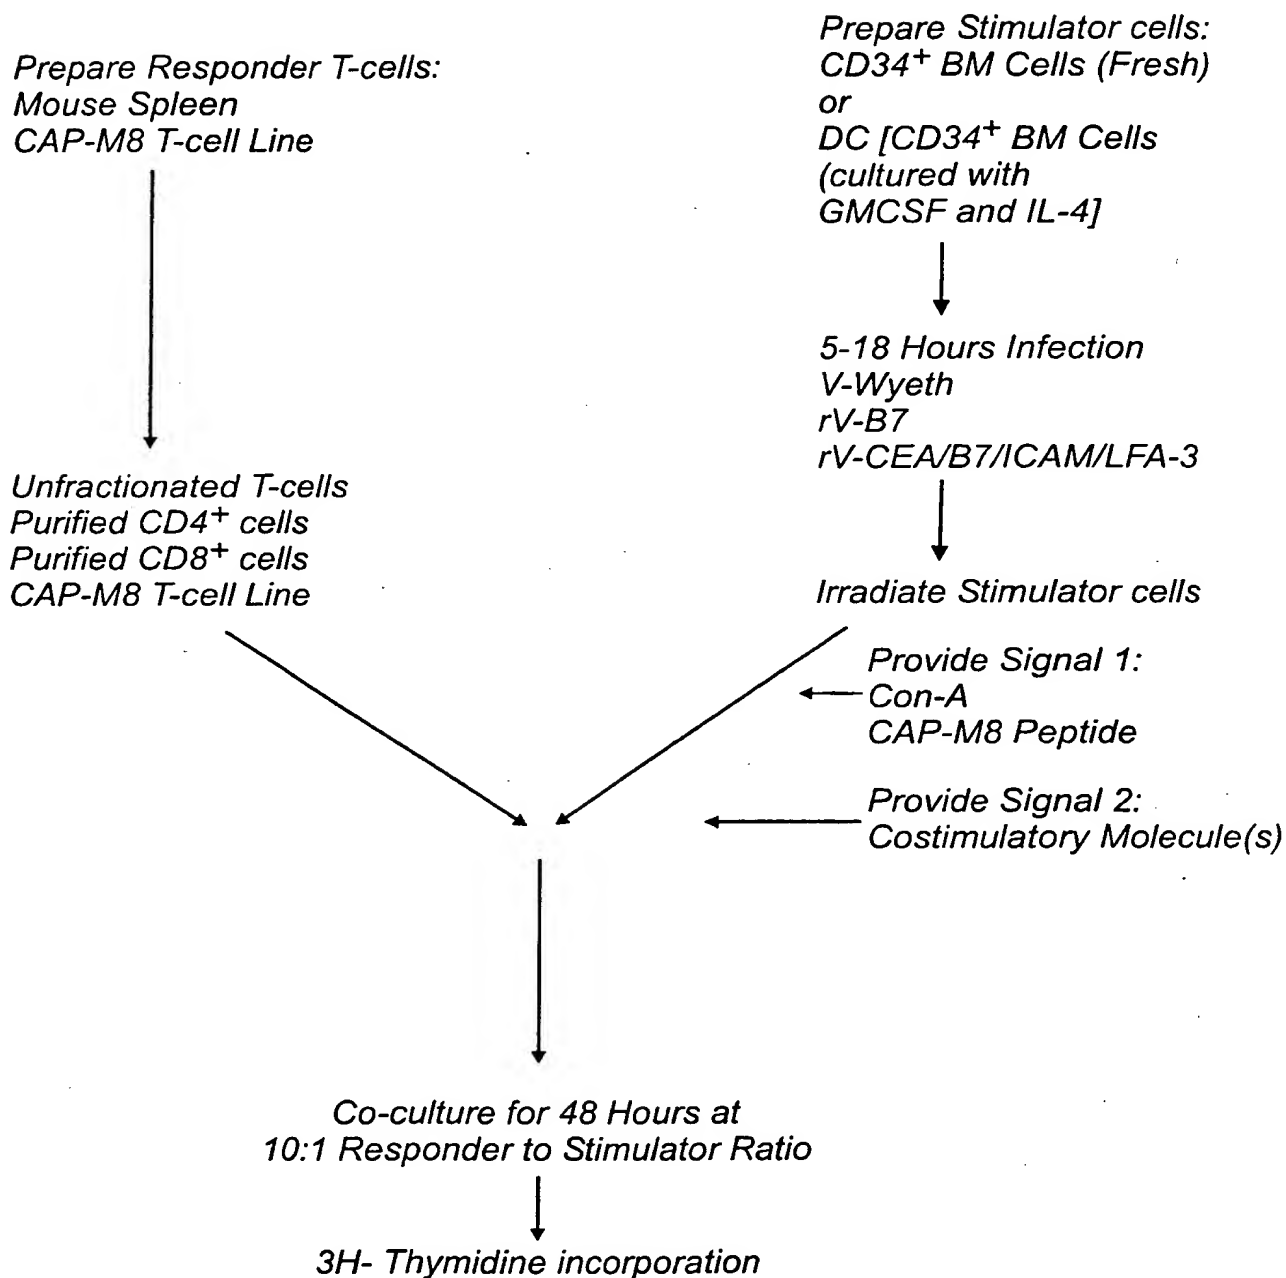 Prepare Responder T-cells:
Mouse Spleen
CAP-M8 T-cell Line
Prepare Stimulator cells:
CD34+ BM Cells (Fresh)
or
DC [CD34+ BM Cells
(cultured with
GMCSF and IL-4]
5-18 Hours Infection
V-Wyeth
rV-B7
rV-CEA/B7/ICAM/LFA-3
Unfractionated T-cells
Purified CD4+ cells
Purified CD8+ cells
CAP-M8 T-cell Line
Irradiate Stimulator cells
Provide Signal 1:
Con-A
CAP-M8 Peptide
Provide Signal 2:
Costimulatory Molecule(s)
Co-culture for 48 Hours at
10:1 Responder to Stimulator Ratio
3H- Thymidine incorporation